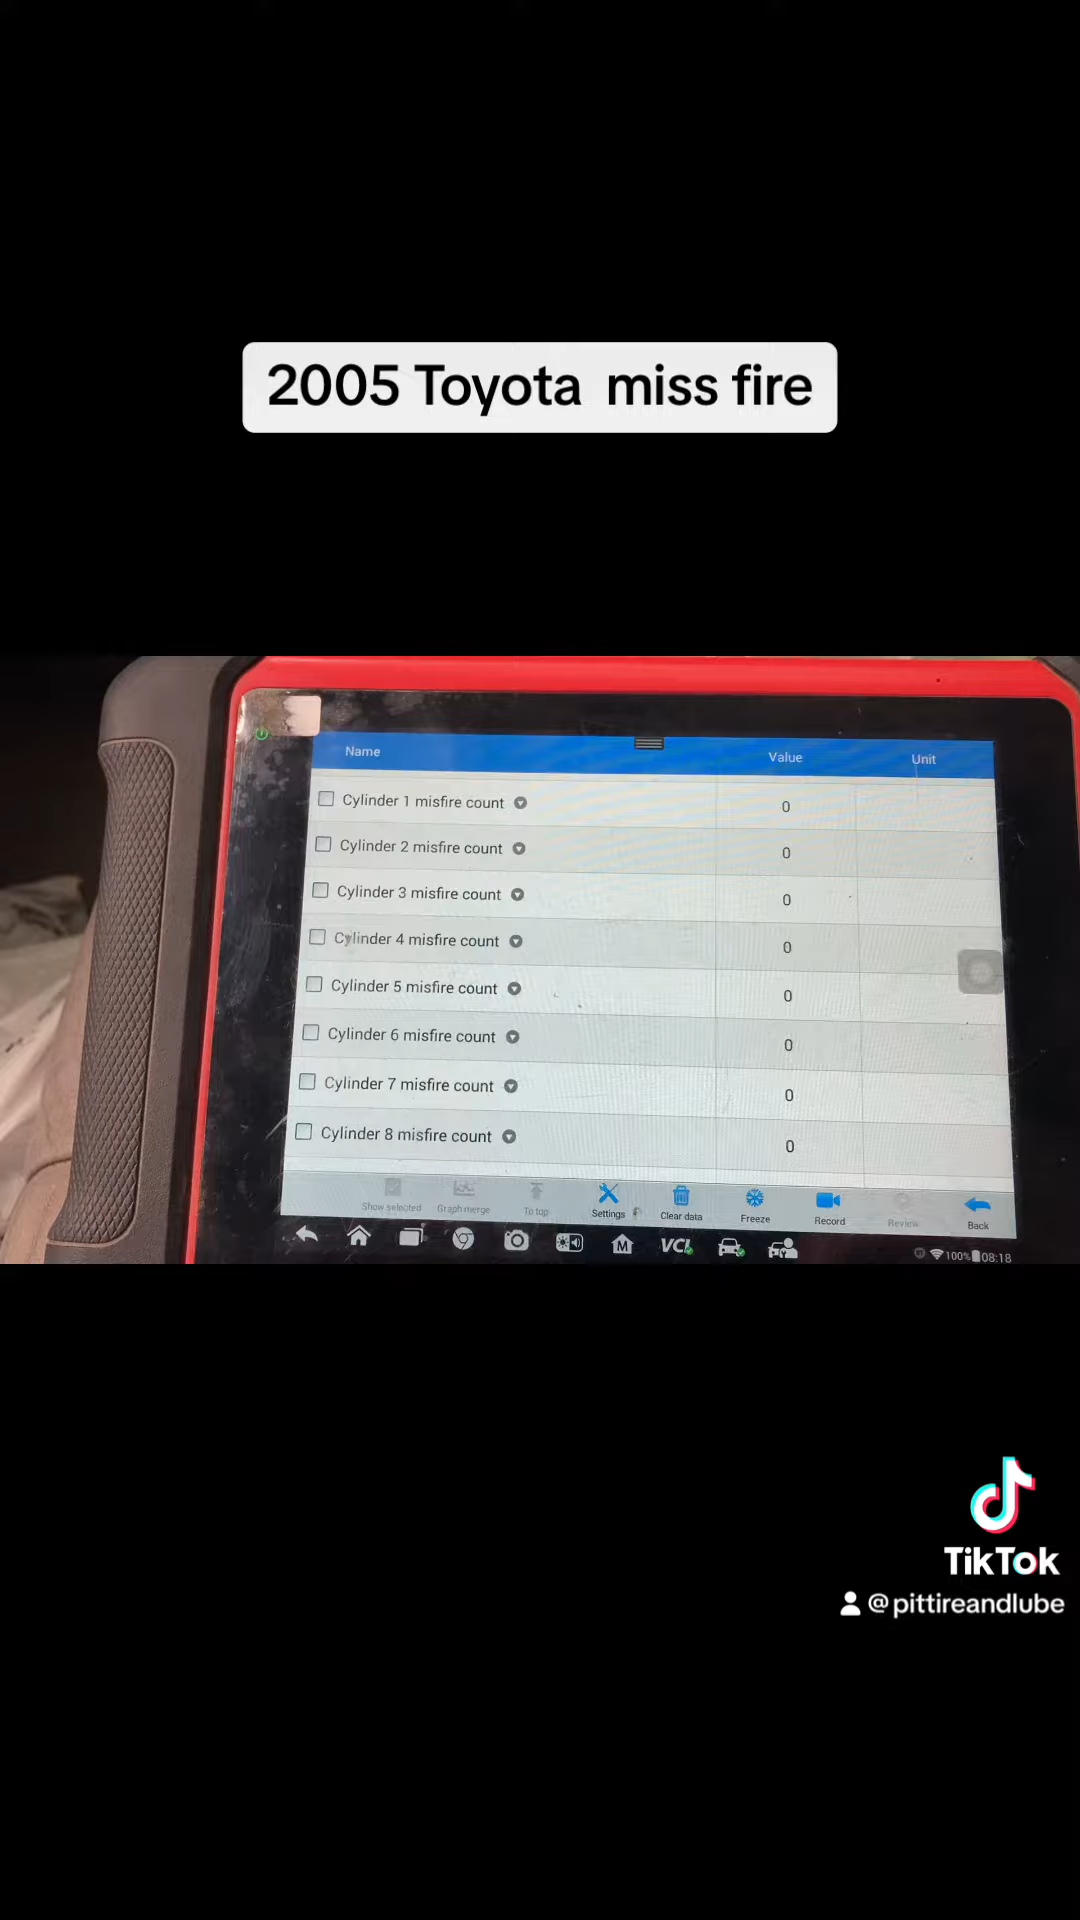 2005 Toyota miss fire
Name Value Unit
Cylinder 1 misfire count 0
Cylinder 2 misfire count 0
Cylinder 3 misfire count 0
Cylinder 4 misfire count 0
Cylinder 5 misfire count 0
Cylinder 6 misfire count 0
Cylinder 7 misfire count 0
Cylinder 8 misfire count 0
Show selected Graph merge To top Settings Clear data Freeze Record Review Back
M VCI 100% 08:18
TikTok
@pittireandlube